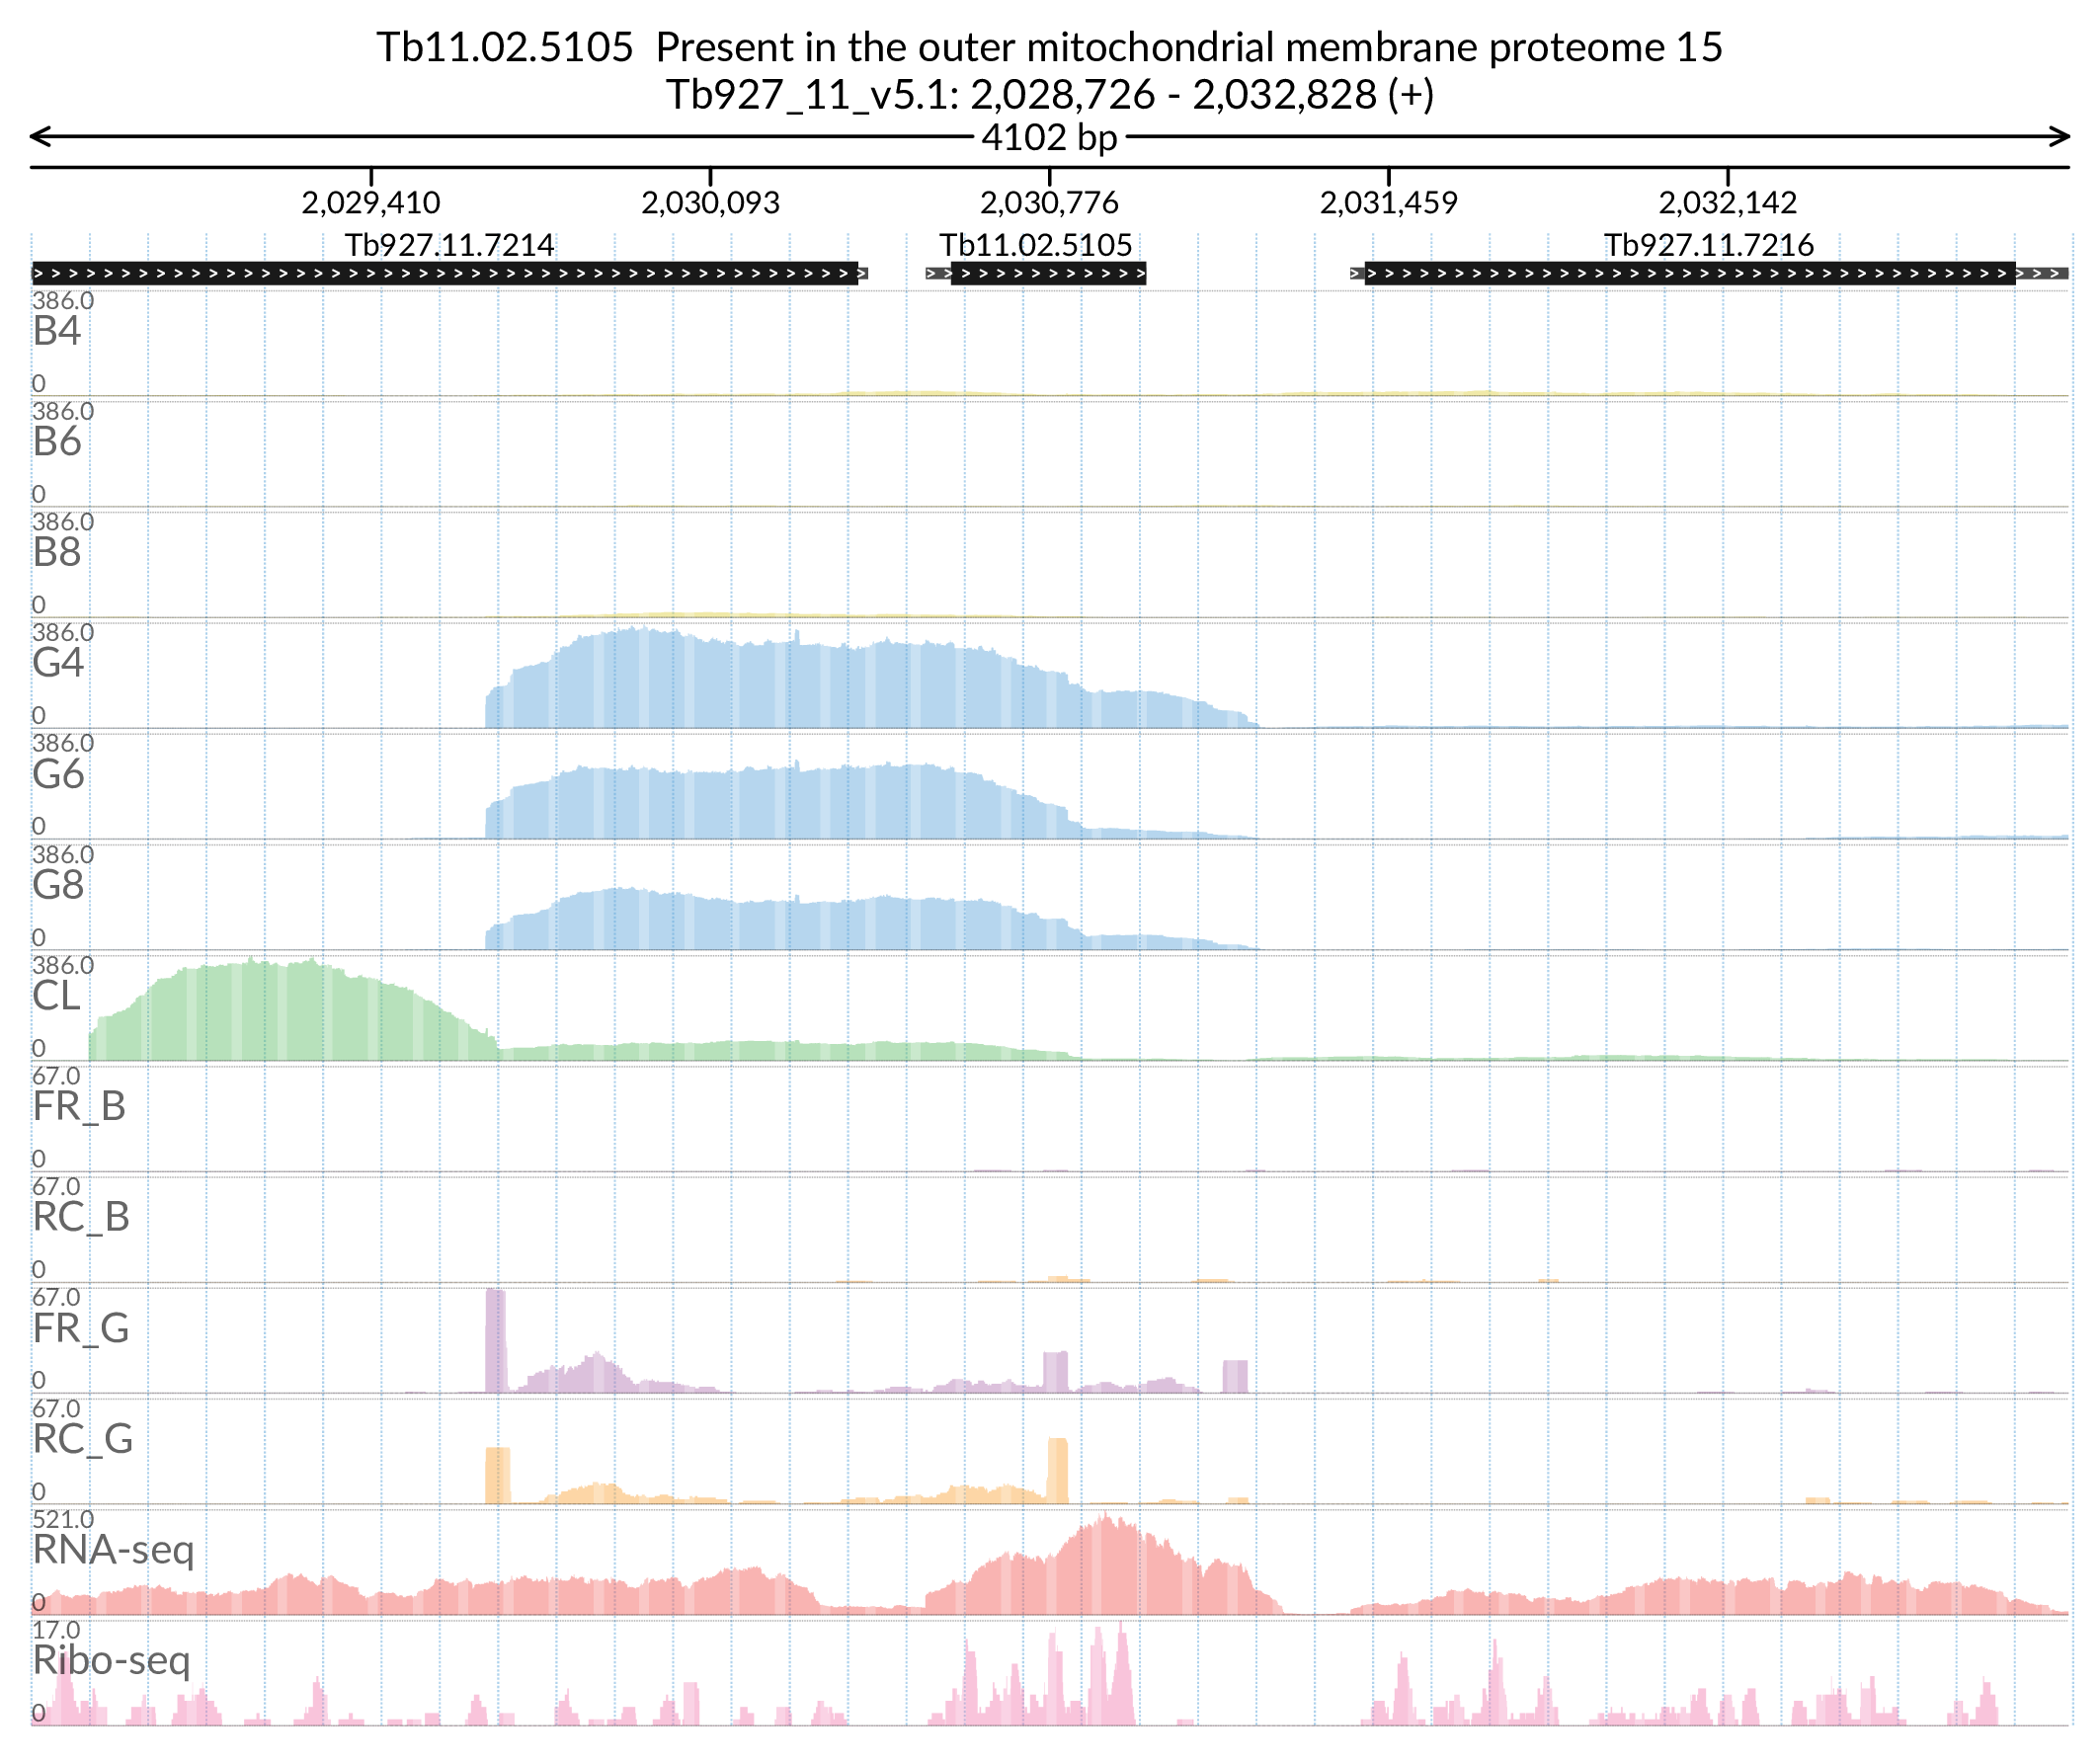 Tb11.02.5105  Present in the outer mitochondrial membrane proteome 15
Tb927_11_v5.1: 2,028,726 - 2,032,828 (+)
4102 bp
2,029,410 2,030,093 2,030,776 2,031,459 2,032,142
Tb927.11.7214 Tb11.02.5105 Tb927.11.7216
386.0
B4
0
386.0
B6
0
386.0
B8
0
386.0
G4
0
386.0
G6
0
386.0
G8
0
386.0
CL
0
67.0
FR_B
0
67.0
RC_B
0
67.0
FR_G
0
67.0
RC_G
0
521.0
RNA-seq
0
17.0
Ribo-seq
0